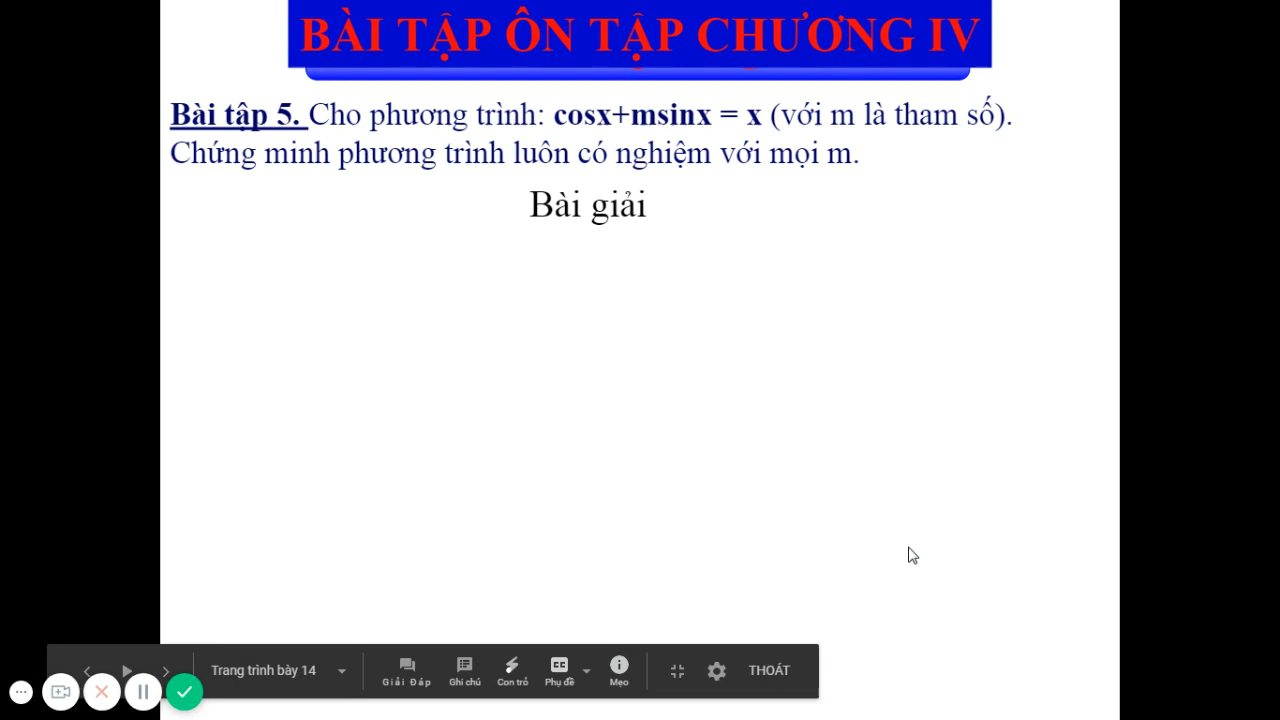 BÀI TẬP ÔN TẬP CHƯƠNG IV
Bài tập 5. Cho phương trình: cosx+msinx = x (với m là tham số).
Chứng minh phương trình luôn có nghiệm với mọi m.
Bài giải
Trang trình bày 14
Giải Đáp
Ghi chú
Con trỏ
Phụ đề
Mẹo
THOÁT